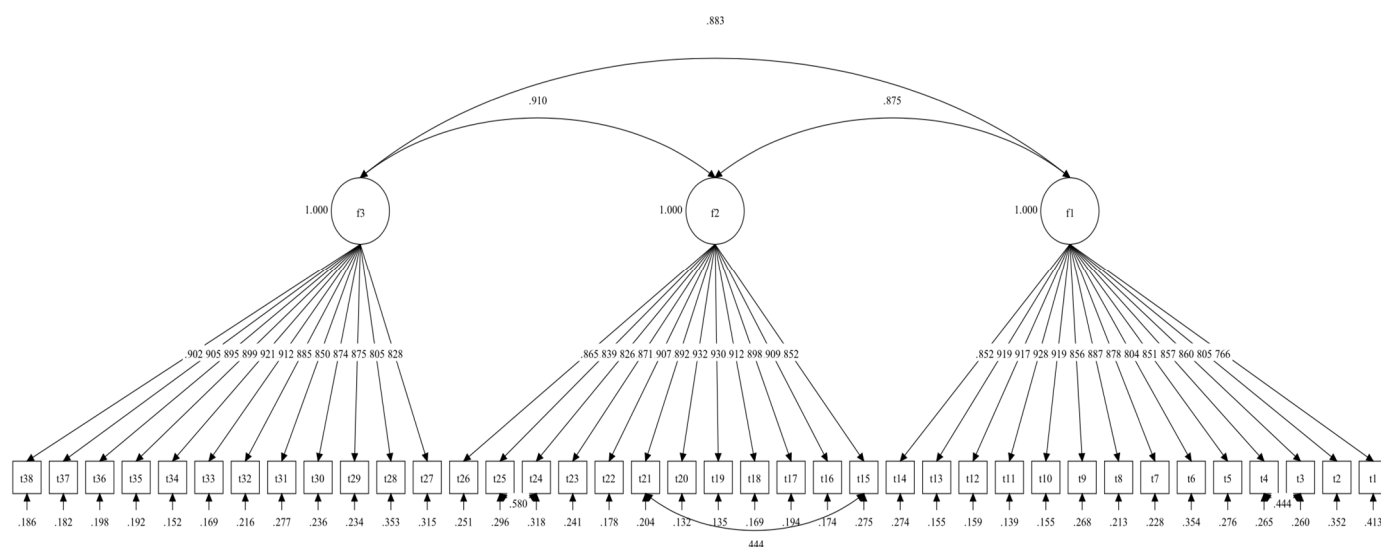 .883
.910 .875
1.000 f3 1.000 f2 1.000 f1
.902 905 895 899 921 912 885 850 874 875 805 828 .865 839 826 871 907 892 932 930 912 898 909 852 .852 919 917 928 919 856 887 878 804 851 857 860 805 766
t38 t37 t36 t35 t34 t33 t32 t31 t30 t29 t28 t27 t26 t25 t24 t23 t22 t21 t20 t19 t18 t17 t16 t15 t14 t13 t12 t11 t10 t9 t8 t7 t6 t5 t4 t3 t2 t1
.580 .444
.186 .182 .198 .192 .152 .169 .216 .277 .236 .234 .353 .315 .251 .296 .318 .241 .178 .204 .132 .135 .169 .194 .174 .275 .274 .155 .159 .139 .155 .268 .213 .228 .354 .276 .265 .260 .352 .413
444